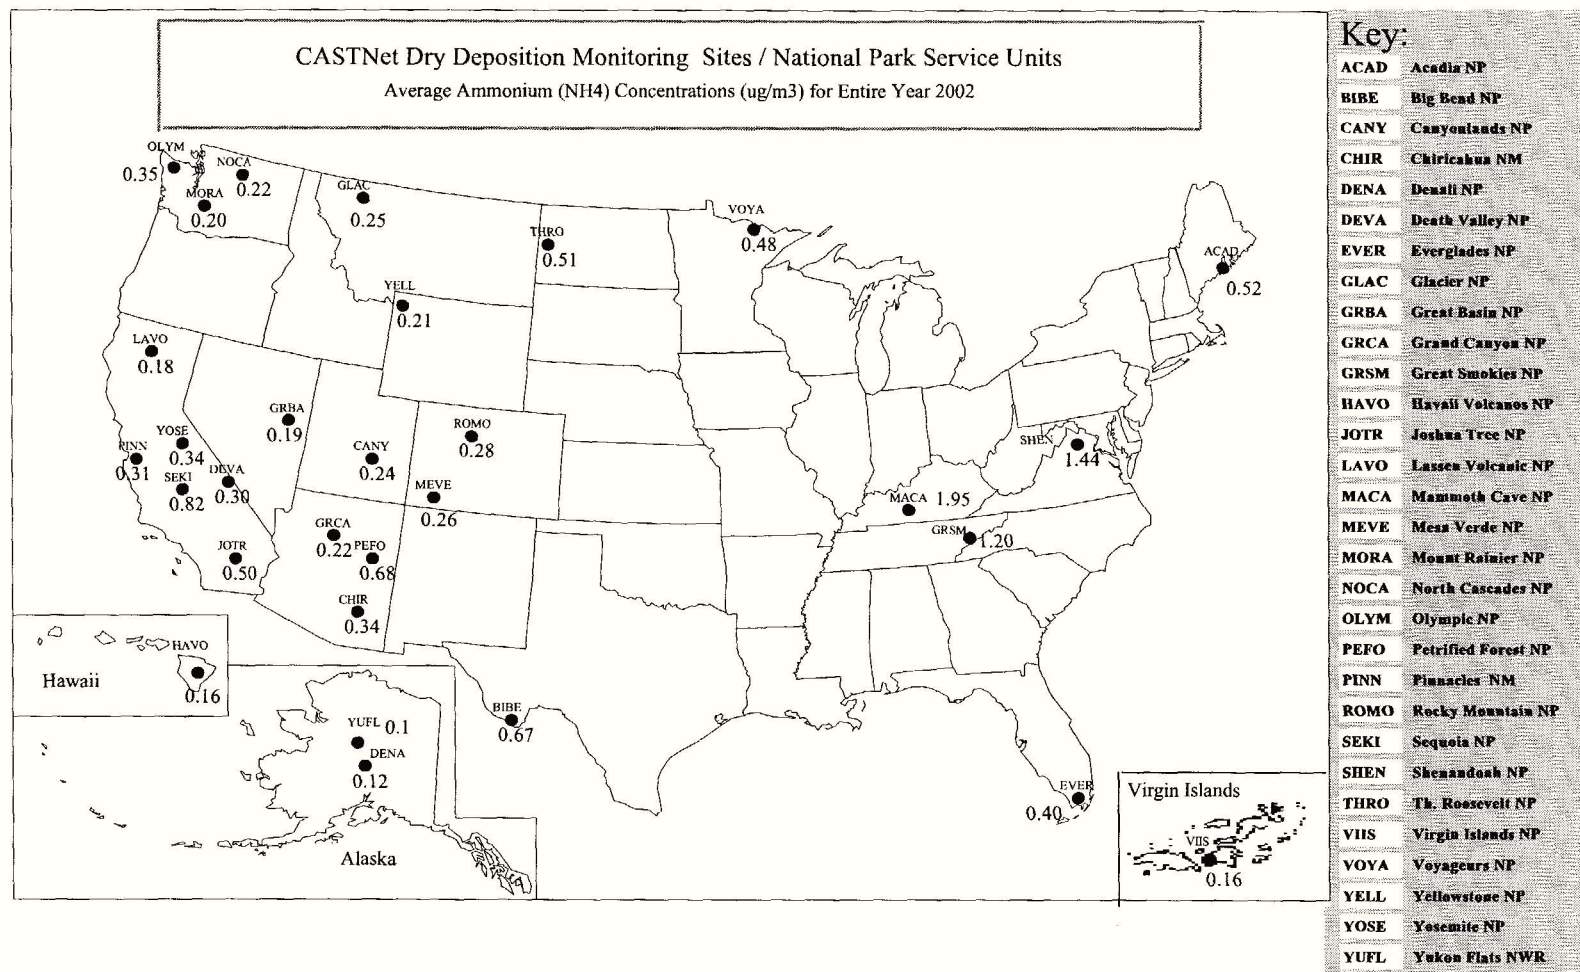 CASTNet Dry Deposition Monitoring Sites / National Park Service Units
Average Ammonium (NH4) Concentrations (ug/m3) for Entire Year 2002
OLYM
0.35
NOCA
0.22
MORA
0.20
GLAC
0.25
THRO
0.51
VOYA
0.48
ACAD
0.52
YELL
0.21
LAVO
0.18
GRBA
0.19
YOSE
0.34
PINN
0.31
SEKI
0.82
DEVA
0.30
CANY
0.24
ROMO
0.28
MEVE
0.26
SHEN
1.44
MACA 1.95
GRSM
1.20
GRCA
0.22
PEFO
0.68
JOTR
0.50
CHIR
0.34
HAVO
0.16
Hawaii
YUFL 0.1
DENA
0.12
Alaska
BIBE
0.67
EVER
0.40
Virgin Islands
VIIS
0.16
Key:
ACAD Acadia NP
BIBE Big Bend NP
CANY Canyonlands NP
CHIR Chiricahua NM
DENA Denali NP
DEVA Death Valley NP
EVER Everglades NP
GLAC Glacier NP
GRBA Great Basin NP
GRCA Grand Canyon NP
GRSM Great Smokies NP
HAVO Havaii Volcanos NP
JOTR Joshua Tree NP
LAVO Lassen Volcanic NP
MACA Mammoth Cave NP
MEVE Mesa Verde NP
MORA Mount Rainier NP
NOCA North Cascades NP
OLYM Olympic NP
PEFO Petrified Forest NP
PINN Pinnacles NM
ROMO Rocky Mountain NP
SEKI Sequoia NP
SHEN Shenandoah NP
THRO Th. Roosevelt NP
VIIS Virgin Islands NP
VOYA Voyageurs NP
YELL Yellowstone NP
YOSE Yosemite NP
YUFL Yukon Flats NWR